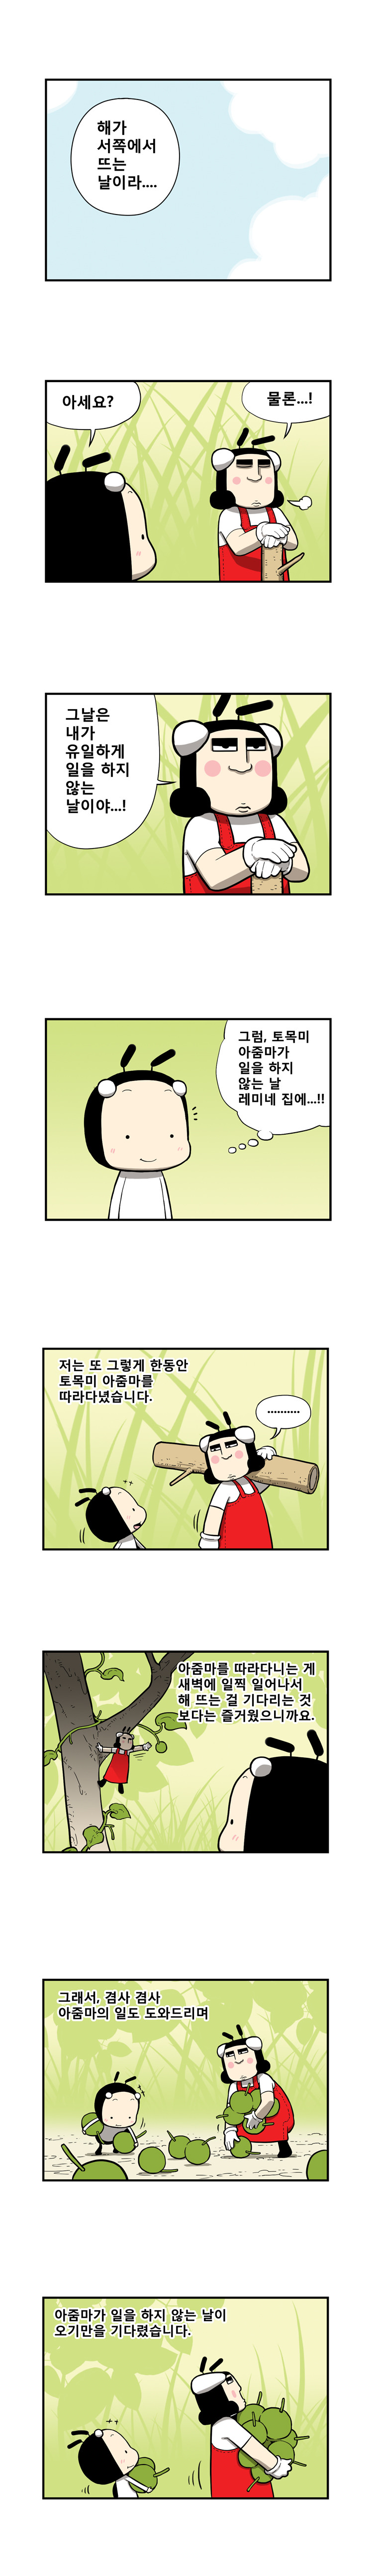 해가
서쪽에서
뜨는
날이라....
아세요?
물론...!
그날은
내가
유일하게
일을 하지
않는
날이야...!
그럼, 토목미
아줌마가
일을 하지
않는 날
레미네 집에...!!
저는 또 그렇게 한동안
토목미 아줌마를
따라다녔습니다.
..........
아줌마를 따라다니는 게
새벽에 일찍 일어나서
해 뜨는 걸 기다리는 것
보다는 즐거웠으니까요.
그래서, 겸사 겸사
아줌마의 일도 도와드리며
아줌마가 일을 하지 않는 날이
오기만을 기다렸습니다.